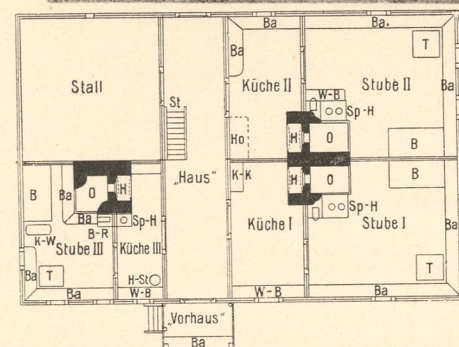 Ba
Ba.
Ba
T
Stall
Küche II
Stube II
Ba
St
W-B
Sp-H
Ho
H
O
B
„Haus“
K-K
H
O
B
B
Ba
O
H
Sp-H
Ba
B-R
Sp-H
Küche I
Stube I
K-W
Stube III
Küche III
Ba
T
H-St
T
Ba
Ba
W-B
W-B
Ba
„Vorhaus“
Ba